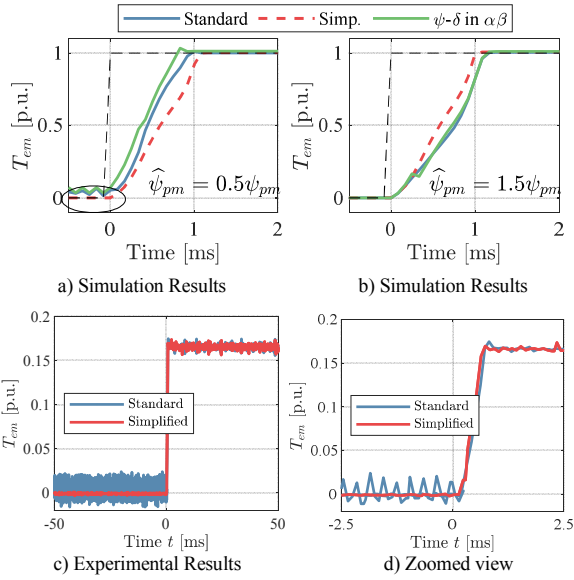 Standard Simp. ψ-δ in αβ
1
0.5
0
T_em [p.u.]
ψ̂_pm = 0.5ψ_pm
0 1 2
Time [ms]
a) Simulation Results
1
0.5
0
T_em [p.u.]
ψ̂_pm = 1.5ψ_pm
0 1 2
Time [ms]
b) Simulation Results
0.2
0.15
0.1
0.05
0
T_em [p.u.]
Standard
Simplified
-50 0 50
Time t [ms]
c) Experimental Results
0.2
0.15
0.1
0.05
0
T_em [p.u.]
Standard
Simplified
-2.5 0 2.5
Time t [ms]
d) Zoomed view